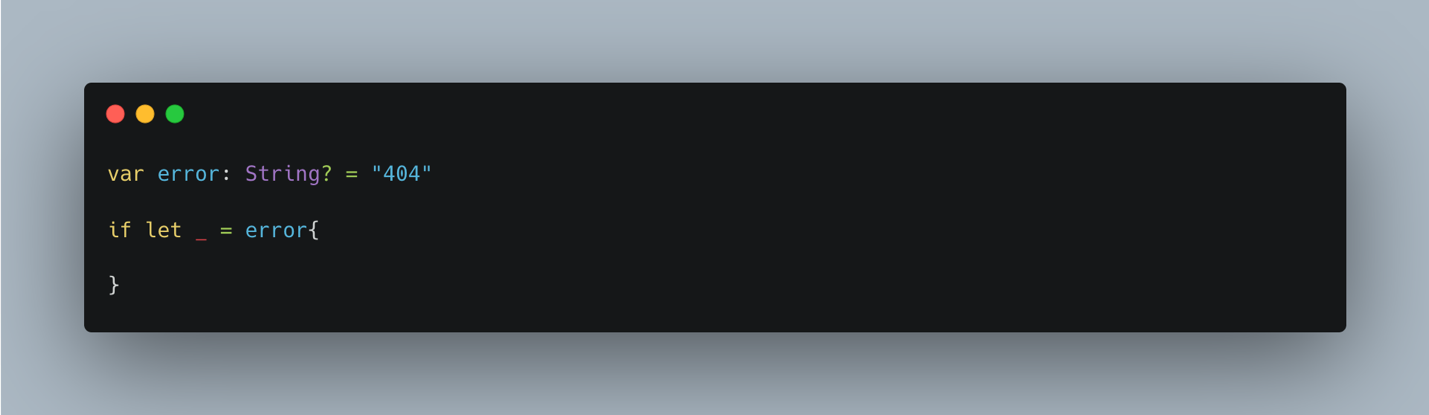 var error: String? = "404"
if let _ = error{
}